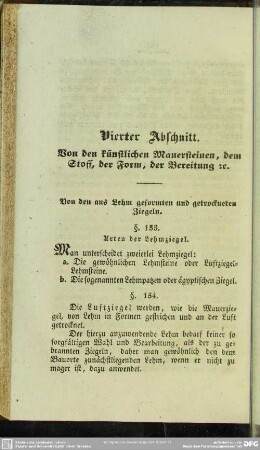 Vierter Abschnitt.
Von den künstlichen Mauersteinen, dem
Stoff, der Form, der Bereitung ꝛc.
Von den aus Lehm geformten und getrockneten
Ziegeln.
§. 183.
Arten der Lehmziegel.
Man unterscheidet zweierlei Lehmziegel:
a. Die gewöhnlichen Lehmsteine oder Luftziegel-
Lehmsteine.
b. Die sogenannten Lehmpatzen oder ägyptischen Ziegel.
§. 184.
Die Luftziegel werden, wie die Mauerzie-
gel, von Lehm in Formen gestrichen und an der Luft
getrocknet.
Der hierzu anzuwendende Lehm bedarf keiner so
sorgfältigen Wahl und Bearbeitung, als der zu ge-
brannten Ziegeln, daher man gewöhnlich den dem
Bauorte zunächstliegenden Lehm, wenn er nicht zu
mager ist, dazu anwendet.
DFG